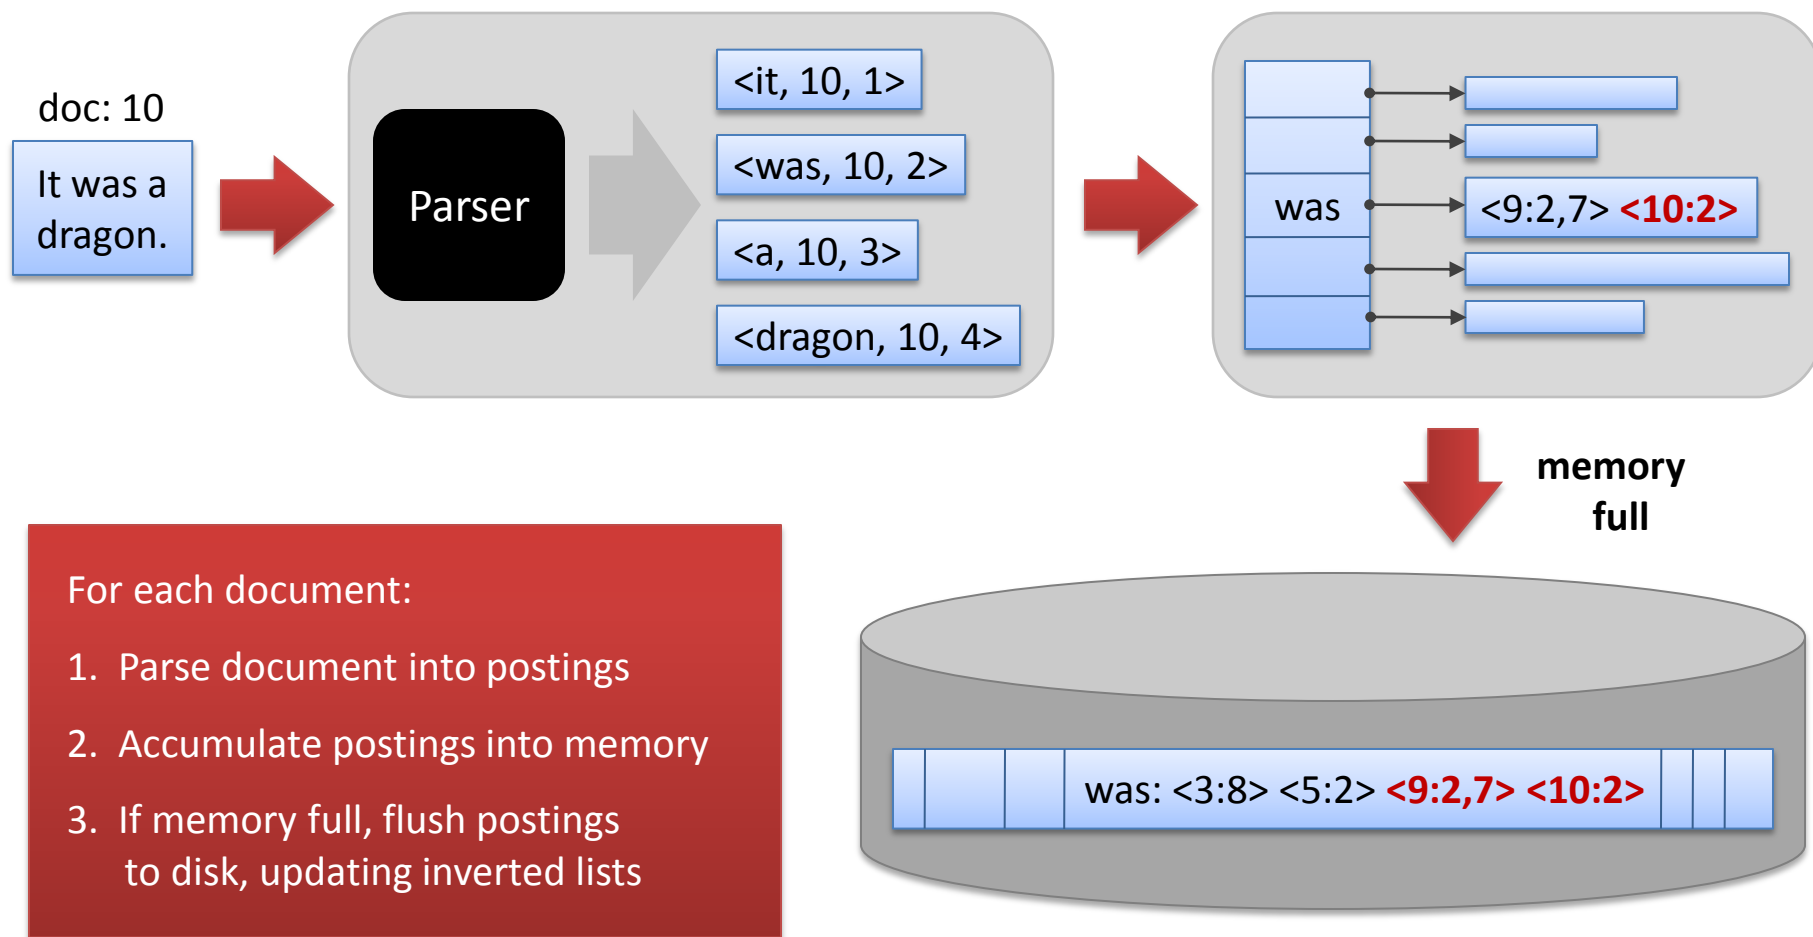 doc: 10
It was a
dragon.
Parser
<it, 10, 1>
<was, 10, 2>
<a, 10, 3>
<dragon, 10, 4>
was
<9:2,7> <10:2>
memory
full
For each document:
1. Parse document into postings
2. Accumulate postings into memory
3. If memory full, flush postings
to disk, updating inverted lists
was: <3:8> <5:2> <9:2,7> <10:2>